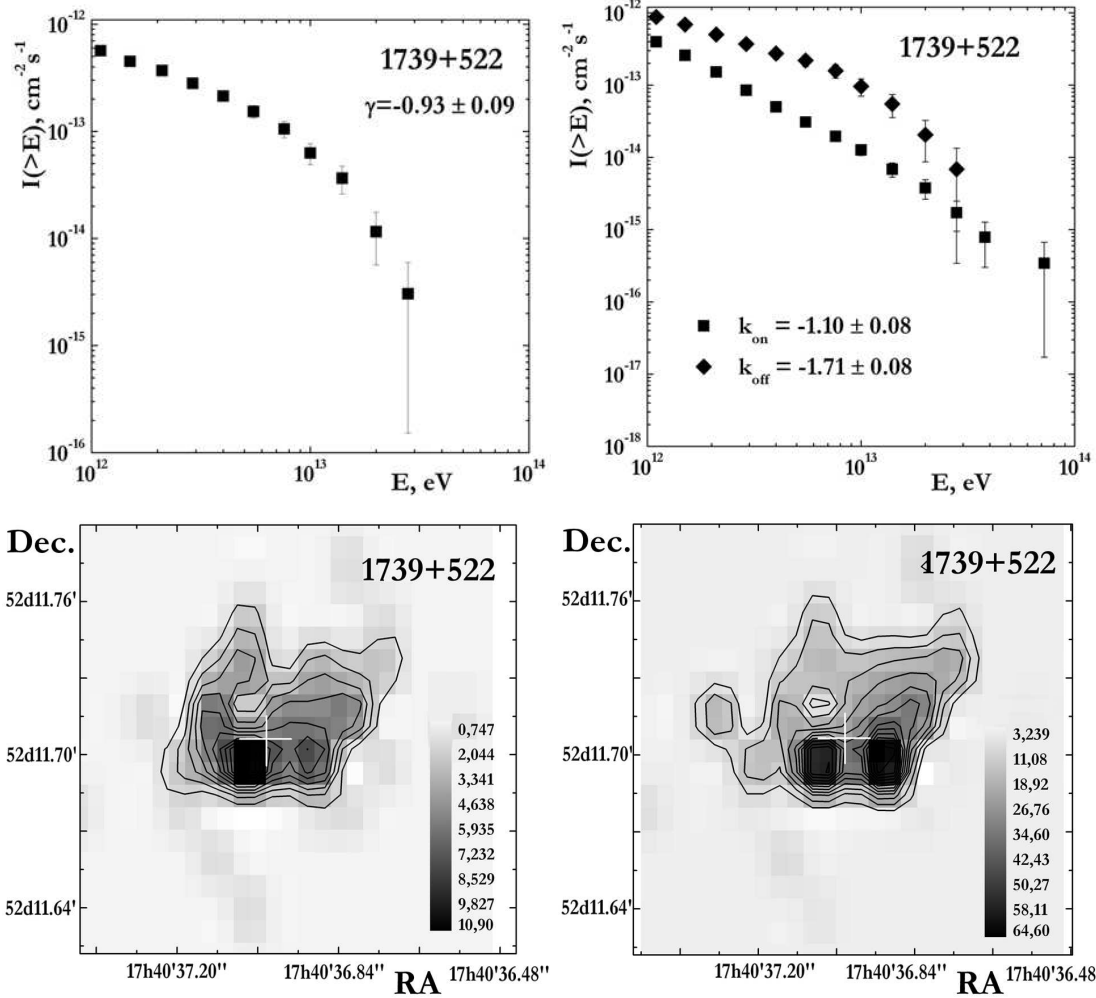 10^-12
10^-13
10^-14
10^-15
10^-16
I(>E), cm^-2 s^-1
1739+522
γ=-0.93 ± 0.09
10^12
10^13
10^14
E, eV
10^-12
10^-13
10^-14
10^-15
10^-16
10^-17
10^-18
I(>E), cm^-2 s^-1
1739+522
k_on = -1.10 ± 0.08
k_off = -1.71 ± 0.08
10^12
10^13
10^14
E, eV
Dec.
1739+522
52d11.76'
52d11.70'
52d11.64'
0,747
2,044
3,341
4,638
5,935
7,232
8,529
9,827
10,90
17h40'37.20''
17h40'36.84''
17h40'36.48''
RA
Dec.
1739+522
52d11.76'
52d11.70'
52d11.64'
3,239
11,08
18,92
26,76
34,60
42,43
50,27
58,11
64,60
17h40'37.20''
17h40'36.84''
17h40'36.48
RA